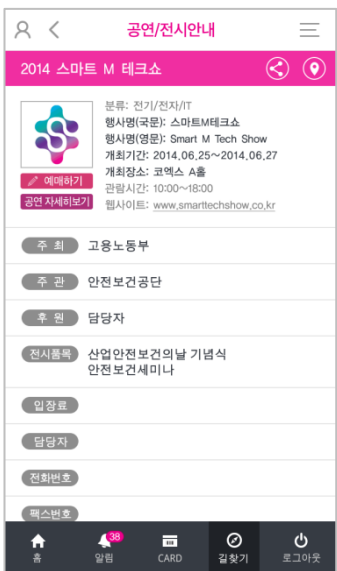 공연/전시안내
2014 스마트 M 테크쇼
분류: 전기/전자/IT
행사명(국문): 스마트M테크쇼
행사명(영문): Smart M Tech Show
개최기간: 2014.06.25~2014.06.27
개최장소: 코엑스 A홀
관람시간: 10:00~18:00
웹사이트: www.smarttechshow.co.kr
예매하기
공연 자세히보기
주 최 고용노동부
주 관 안전보건공단
후 원 담당자
전시품목 산업안전보건의날 기념식
안전보건세미나
입장료
담당자
전화번호
팩스번호
38
홈 알림 CARD 길찾기 로그아웃